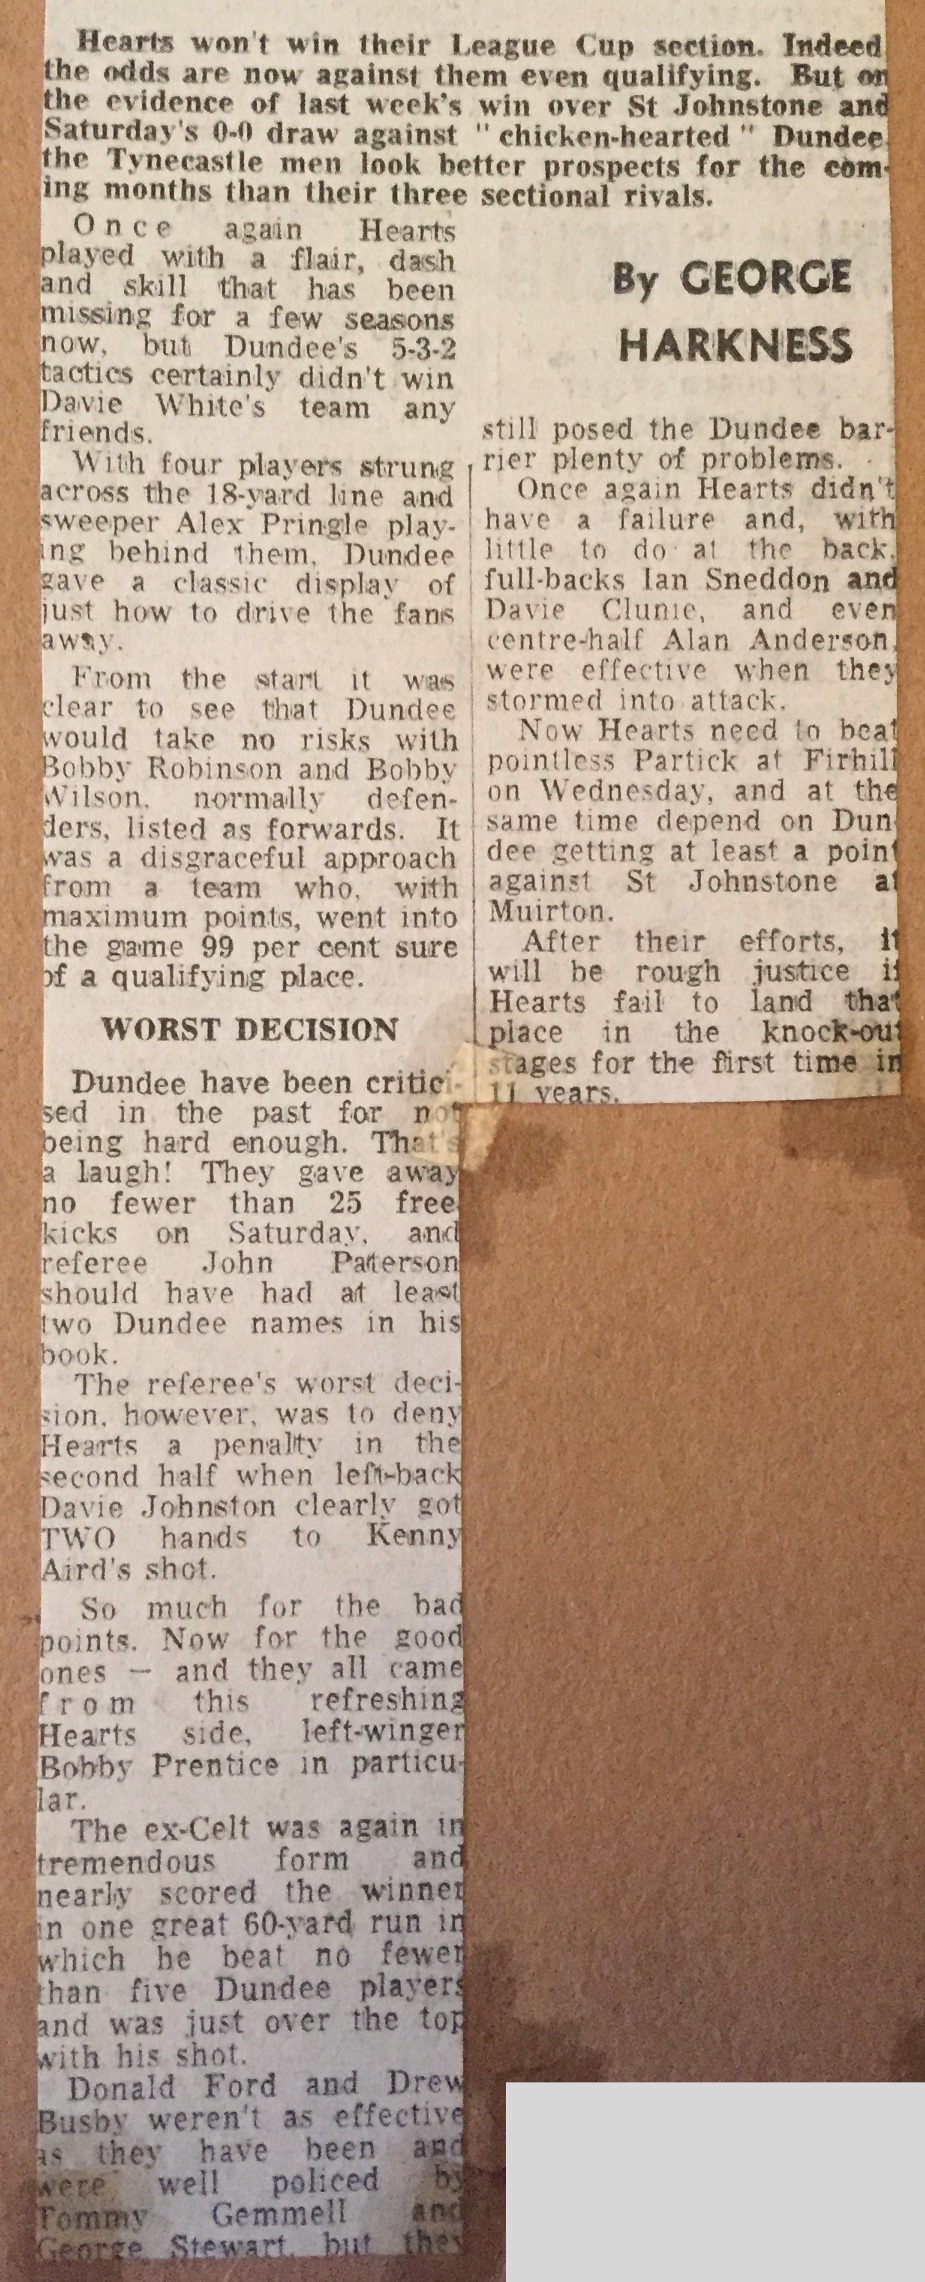 Hearts won't win their League Cup section. Indeed
the odds are now against them even qualifying. But on
the evidence of last week's win over St Johnstone and
Saturday's 0-0 draw against "chicken-hearted" Dundee
the Tynecastle men look better prospects for the com-
ing months than their three sectional rivals.
Once again Hearts
played with a flair, dash
and skill that has been
missing for a few seasons
now, but Dundee's 5-3-2
tactics certainly didn't win
Davie White's team any
friends.
With four players strung
across the 18-yard line and
sweeper Alex Pringle play-
ing behind them, Dundee
gave a classic display of
just how to drive the fans
away.
From the start it was
clear to see that Dundee
would take no risks with
Bobby Robinson and Bobby
Wilson, normally defen-
ders, listed as forwards. It
was a disgraceful approach
from a team who, with
maximum points, went into
the game 99 per cent sure
of a qualifying place.
WORST DECISION
Dundee have been critici-
sed in the past for not
being hard enough. That's
a laugh! They gave away
no fewer than 25 free
kicks on Saturday, and
referee John Paterson
should have had at least
two Dundee names in his
book.
The referee's worst deci-
sion, however, was to deny
Hearts a penalty in the
second half when left-back
Davie Johnston clearly got
TWO hands to Kenny
Aird's shot.
So much for the bad
points. Now for the good
ones — and they all came
from this refreshing
Hearts side, left-winger
Bobby Prentice in particu-
lar.
The ex-Celt was again in
tremendous form and
nearly scored the winner
in one great 60-yard run in
which he beat no fewer
than five Dundee players
and was just over the top
with his shot.
Donald Ford and Drew
Busby weren't as effective
as they have been and
were well policed by
Tommy Gemmell and
George Stewart, but they
By GEORGE
HARKNESS
still posed the Dundee bar-
rier plenty of problems.
Once again Hearts didn't
have a failure and, with
little to do at the back,
full-backs Ian Sneddon and
Davie Clunie, and even
centre-half Alan Anderson,
were effective when they
stormed into attack.
Now Hearts need to beat
pointless Partick at Firhill
on Wednesday, and at the
same time depend on Dun-
dee getting at least a point
against St Johnstone at
Muirton.
After their efforts, it
will be rough justice if
Hearts fail to land that
place in the knock-out
stages for the first time in
11 years.